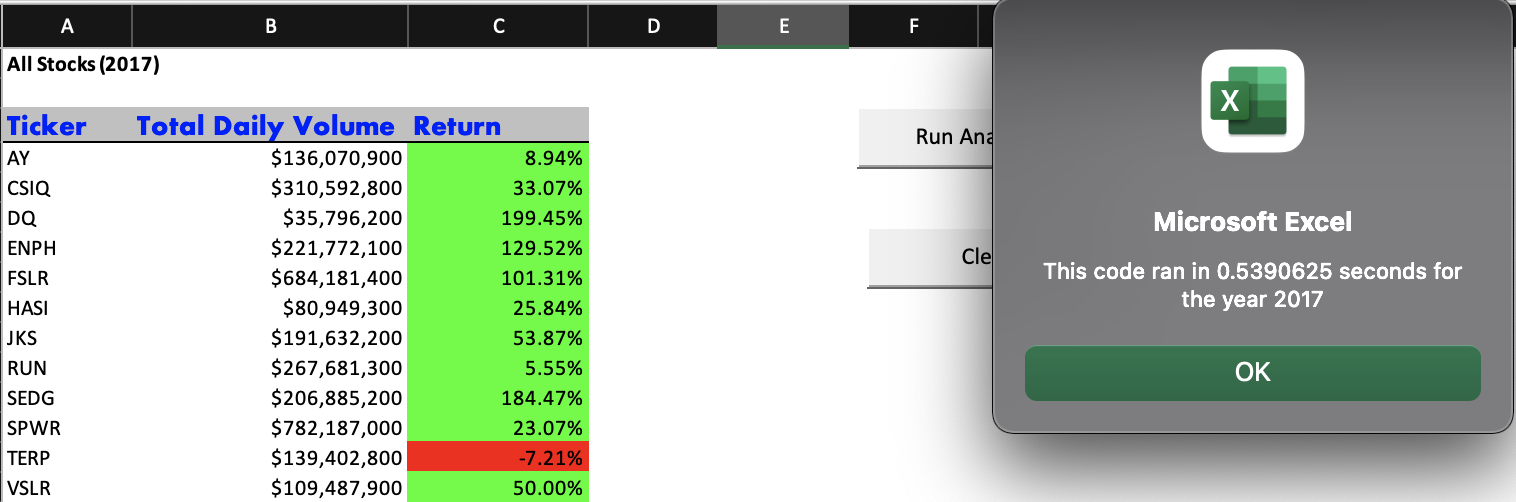 A B C D E F
All Stocks (2017)
Ticker Total Daily Volume Return
AY $136,070,900 8.94%
CSIQ $310,592,800 33.07%
DQ $35,796,200 199.45%
ENPH $221,772,100 129.52%
FSLR $684,181,400 101.31%
HASI $80,949,300 25.84%
JKS $191,632,200 53.87%
RUN $267,681,300 5.55%
SEDG $206,885,200 184.47%
SPWR $782,187,000 23.07%
TERP $139,402,800 -7.21%
VSLR $109,487,900 50.00%
Run Ana
Cle
X
Microsoft Excel
This code ran in 0.5390625 seconds for
the year 2017
OK